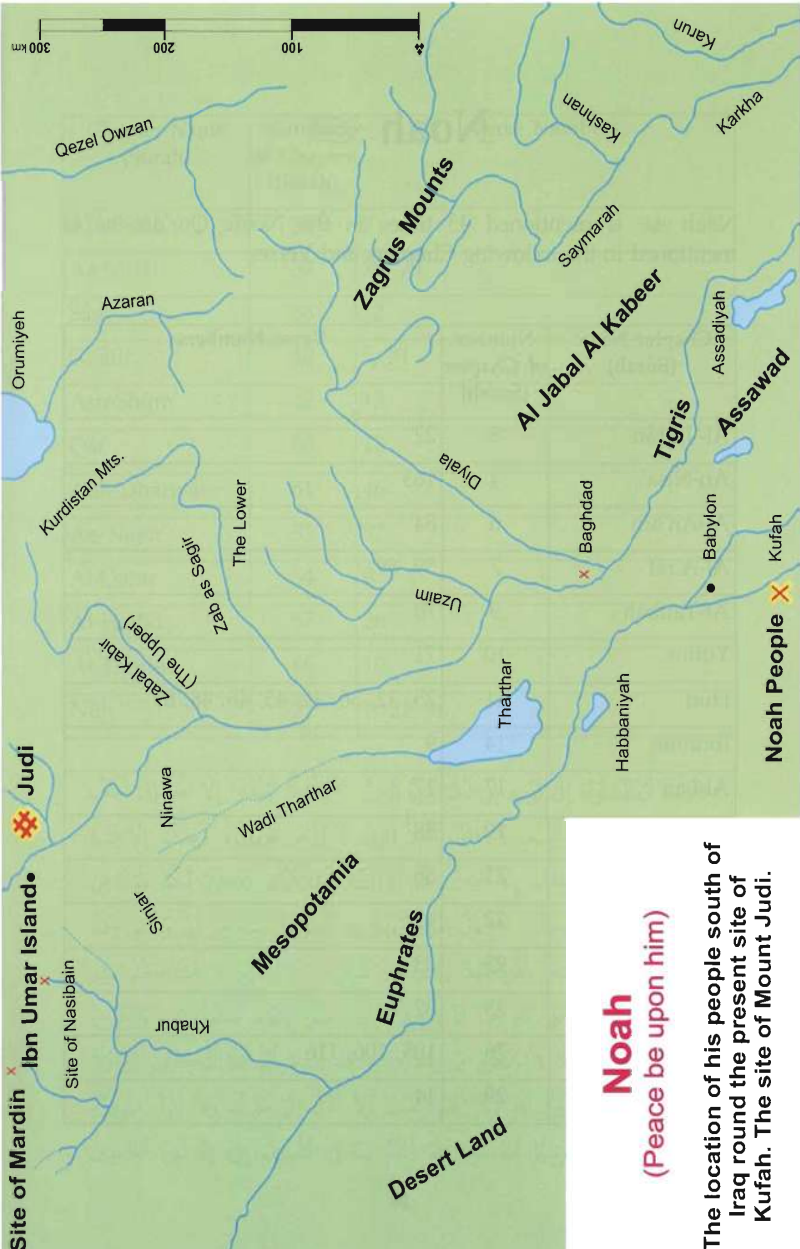 Site of Mardin
Ibn Umar Island
Judi
Orumiyeh
300 km
200
100
Site of Nasibain
Kurdistan Mts.
Azaran
Qezel Owzan
Sinjar
Ninawa
Zabal Kabir
(The Upper)
Khabur
Zab as Sagir
The Lower
Wadi Tharthar
Mesopotamia
Zagrus Mounts
Euphrates
Uzaim
Diyala
Desert Land
Tharthar
Al Jabal Al Kabeer
Saymarah
Kashnan
Karun
Karkha
Baghdad
Habbaniyah
Tigris
Babylon
Assadiyah
Assawad
Noah People
Kufah
Noah
(Peace be upon him)
The location of his people south of
Iraq round the present site of
Kufah. The site of Mount Judi.